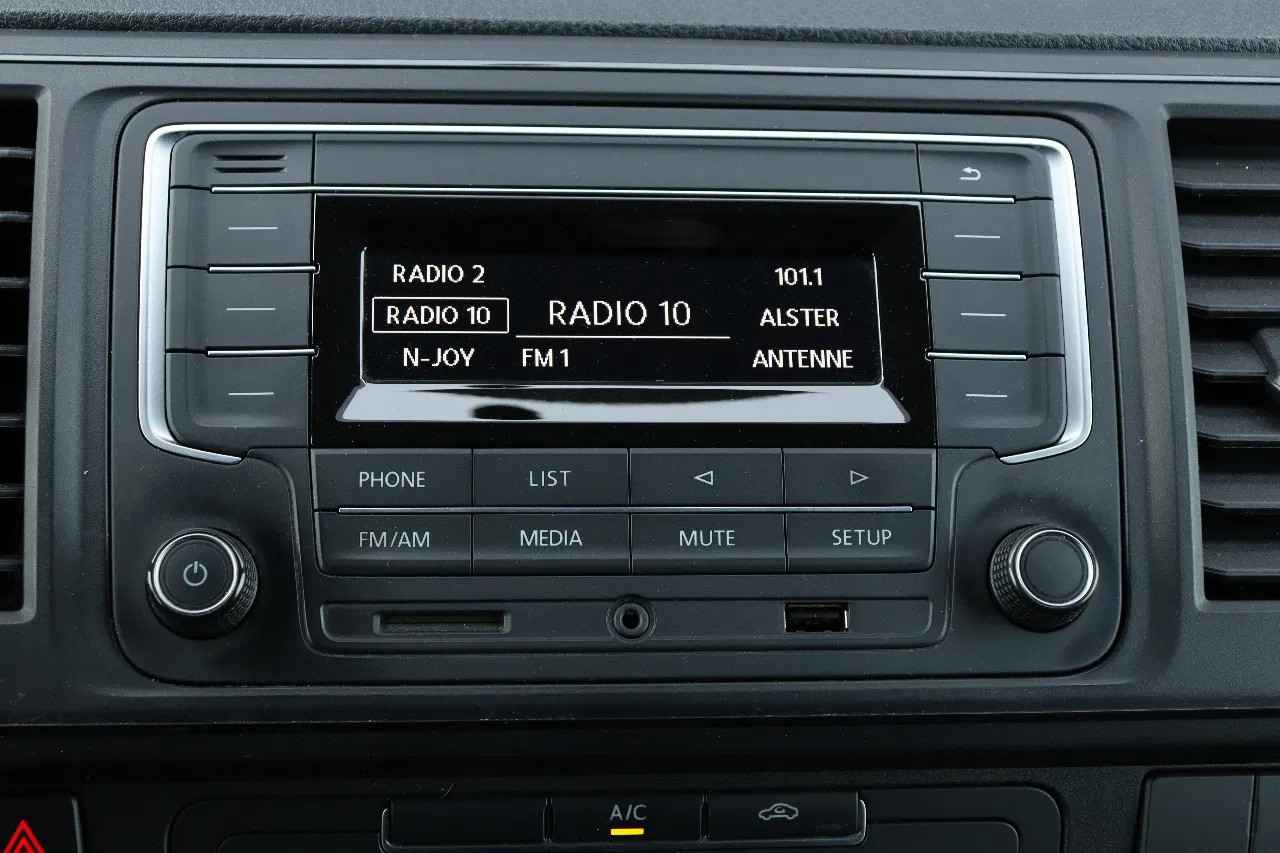 RADIO 2
101.1
RADIO 10
RADIO 10
ALSTER
N-JOY
FM 1
ANTENNE
PHONE
LIST
FM/AM
MEDIA
MUTE
SETUP
A/C